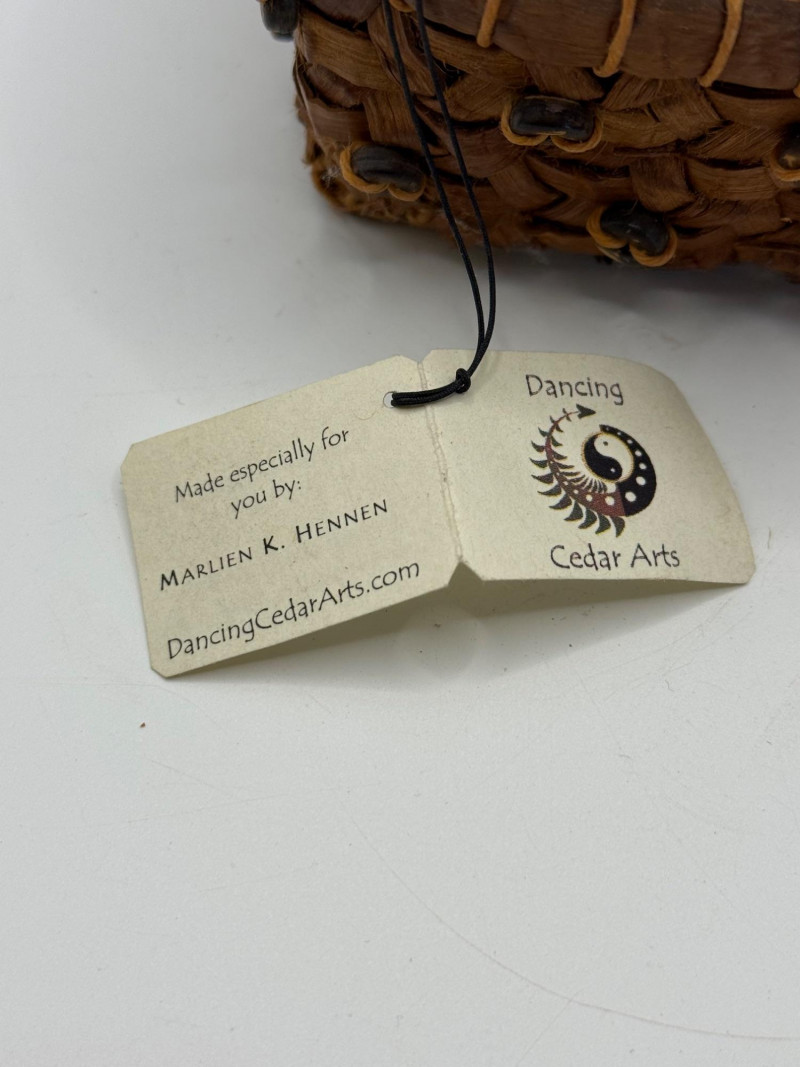 Made especially for
you by:
MARLIEN K. HENNEN
DancingCedarArts.com
Dancing
Cedar Arts